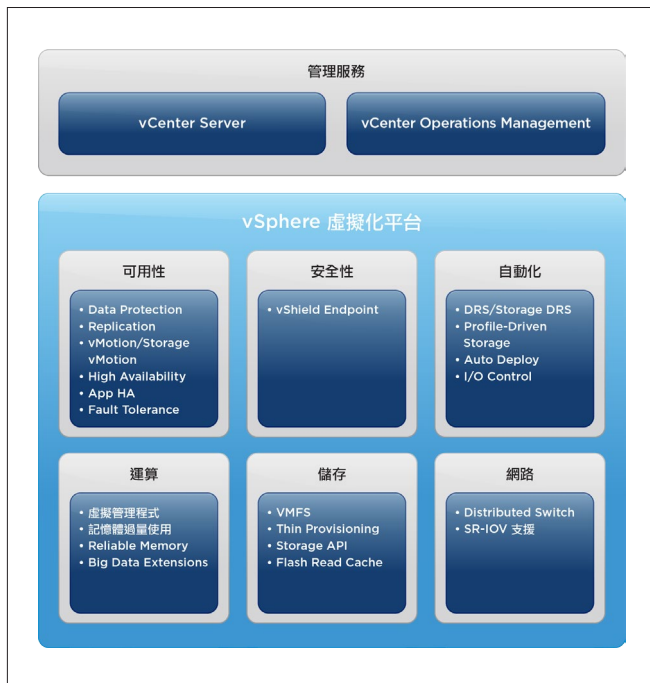 管理服務
vCenter Server
vCenter Operations Management
vSphere 虛擬化平台
可用性
• Data Protection
• Replication
• vMotion/Storage
vMotion
• High Availability
• App HA
• Fault Tolerance
安全性
• vShield Endpoint
自動化
• DRS/Storage DRS
• Profile-Driven
Storage
• Auto Deploy
• I/O Control
運算
• 虛擬管理程式
• 記憶體過量使用
• Reliable Memory
• Big Data Extensions
儲存
• VMFS
• Thin Provisioning
• Storage API
• Flash Read Cache
網路
• Distributed Switch
• SR-IOV 支援